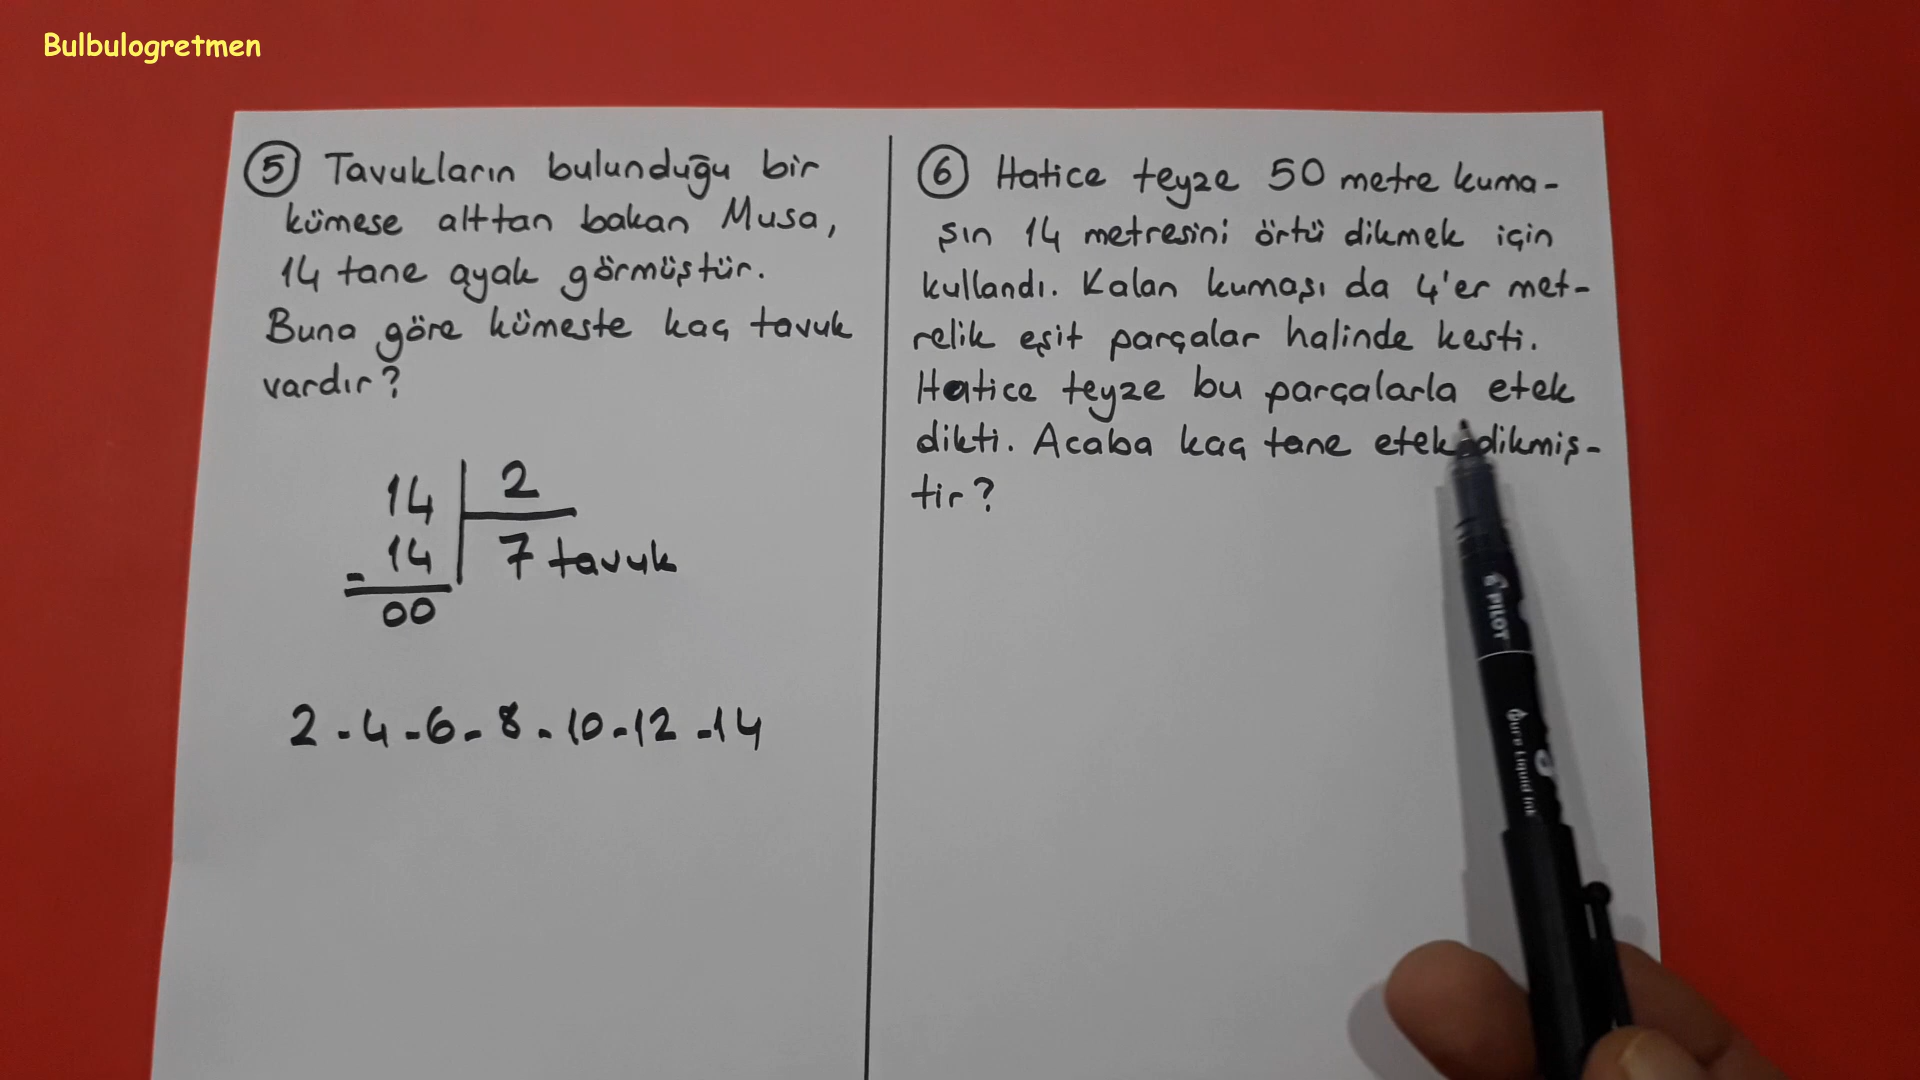 Bulbulogretmen
5 Tavukların bulunduğu bir
kümese alttan bakan Musa,
14 tane ayak görmüştür.
Buna göre kümeste kaç tavuk
vardır?
14 2
- 14 7 tavuk
00
2 - 4 - 6 - 8 - 10 - 12 - 14
6 Hatice teyze 50 metre kuma-
şın 14 metresini örtü dikmek için
kullandı. Kalan kumaşı da 4'er met-
relik eşit parçalar halinde kesti.
Hatice teyze bu parçalarla etek
dikti. Acaba kaç tane etek dikmiş-
tir?
PILOT
Pure Liquid Ink